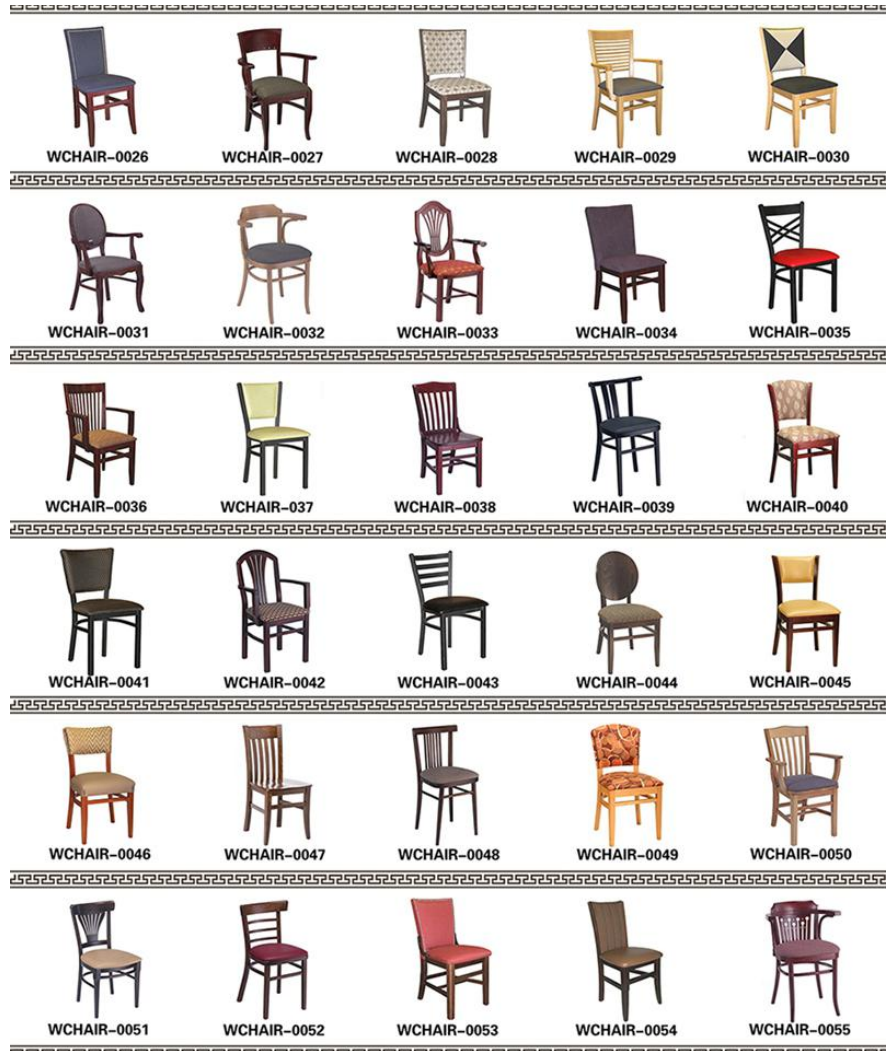 WCHAIR-0026 WCHAIR-0027 WCHAIR-0028 WCHAIR-0029 WCHAIR-0030
WCHAIR-0031 WCHAIR-0032 WCHAIR-0033 WCHAIR-0034 WCHAIR-0035
WCHAIR-0036 WCHAIR-037 WCHAIR-0038 WCHAIR-0039 WCHAIR-0040
WCHAIR-0041 WCHAIR-0042 WCHAIR-0043 WCHAIR-0044 WCHAIR-0045
WCHAIR-0046 WCHAIR-0047 WCHAIR-0048 WCHAIR-0049 WCHAIR-0050
WCHAIR-0051 WCHAIR-0052 WCHAIR-0053 WCHAIR-0054 WCHAIR-0055